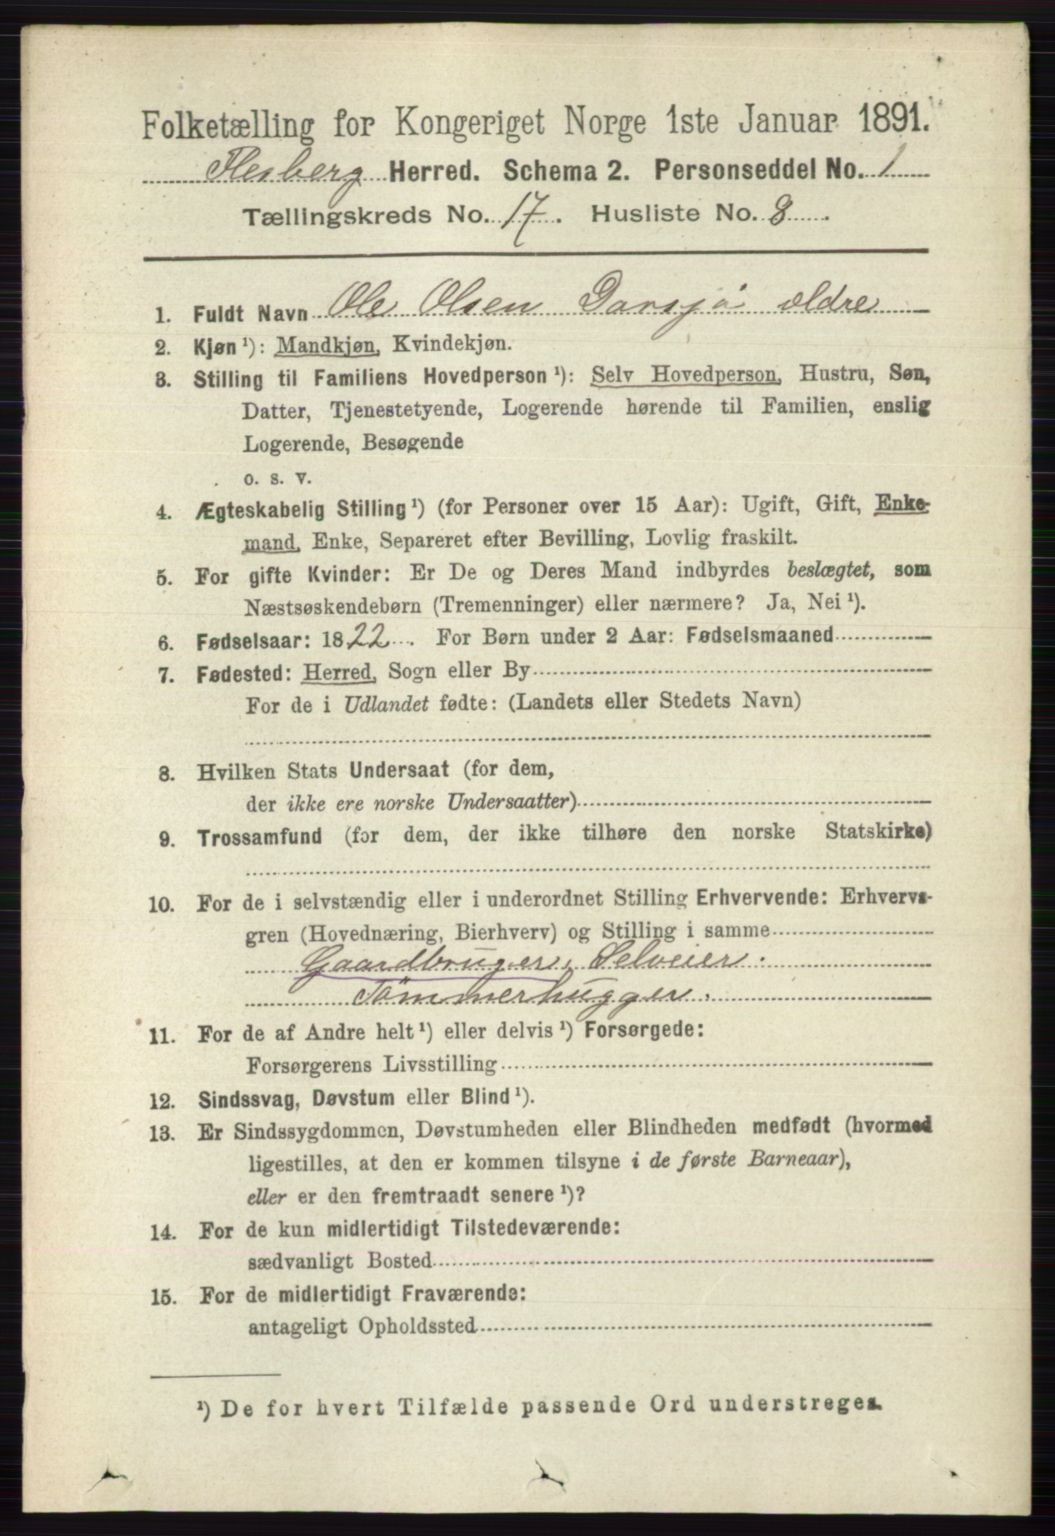 Folketælling for Kongeriget Norge 1ste Januar 1891.
Flesberg Herred. Schema 2. Personseddel No. 1
Tællingskreds No. 17. Husliste No. 8.
1. Fuldt Navn Ole Olsen Darsjø ældre
2. Kjøn ¹): Mandkjøn, Kvindekjøn.
3. Stilling til Familiens Hovedperson ¹): Selv Hovedperson, Hustru, Søn,
Datter, Tjenestetyende, Logerende hørende til Familien, enslig
Logerende, Besøgende
o. s. v.
4. Ægteskabelig Stilling ¹) (for Personer over 15 Aar): Ugift, Gift, Enke-
mand, Enke, Separeret efter Bevilling, Lovlig fraskilt.
5. For gifte Kvinder: Er De og Deres Mand indbyrdes beslægtet, som
Næstsøskendebørn (Tremenninger) eller nærmere? Ja, Nei ¹).
6. Fødselsaar: 1822. For Børn under 2 Aar: Fødselsmaaned
7. Fødested: Herred, Sogn eller By
For de i Udlandet fødte: (Landets eller Stedets Navn)
8. Hvilken Stats Undersaat (for dem,
der ikke ere norske Undersaatter)
9. Trossamfund (for dem, der ikke tilhøre den norske Statskirke)
10. For de i selvstændig eller i underordnet Stilling Erhvervende: Erhvervs-
gren (Hovednæring, Bierhverv) og Stilling i samme
Gaardbruger, Selveier.
Tømmerhugger.
11. For de af Andre helt ¹) eller delvis ¹) Forsørgede:
Forsørgerens Livsstilling
12. Sindssvag, Døvstum eller Blind ¹).
13. Er Sindssygdommen, Døvstumheden eller Blindheden medfødt (hvormed
ligestilles, at den er kommen tilsyne i de første Barneaar),
eller er den fremtraadt senere ¹)?
14. For de kun midlertidigt Tilstedeværende:
sædvanligt Bosted
15. For de midlertidigt Fraværende:
antageligt Opholdssted
¹) De for hvert Tilfælde passende Ord understreges.